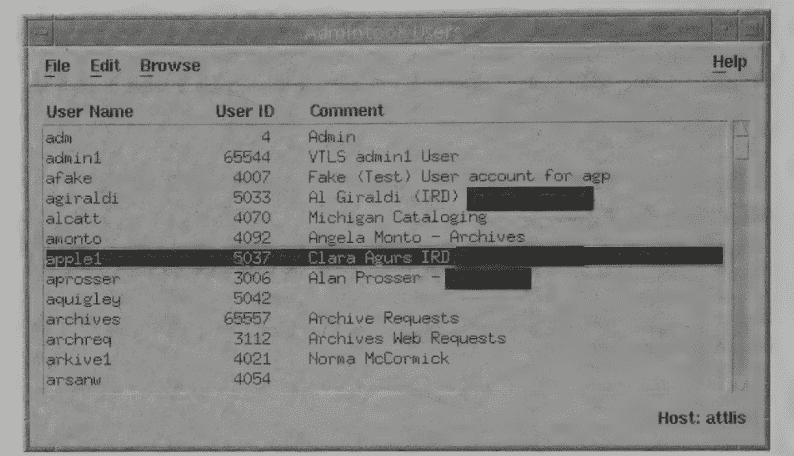 Admintool: Users
File Edit Browse Help
User Name User ID Comment
adm 4 Admin
admin1 65544 VTLS admin1 User
afake 4007 Fake (Test) User account for agp
agiraldi 5033 Al Giraldi (IRD)
alcatt 4070 Michigan Cataloging
amonto 4092 Angela Monto - Archives
apple1 5037 Clara Agurs IRD
aprosser 3006 Alan Prosser -
aquigley 5042
archives 65557 Archive Requests
archreq 3112 Archives Web Requests
arkive1 4021 Norma McCormick
arsanw 4054
Host: attlis